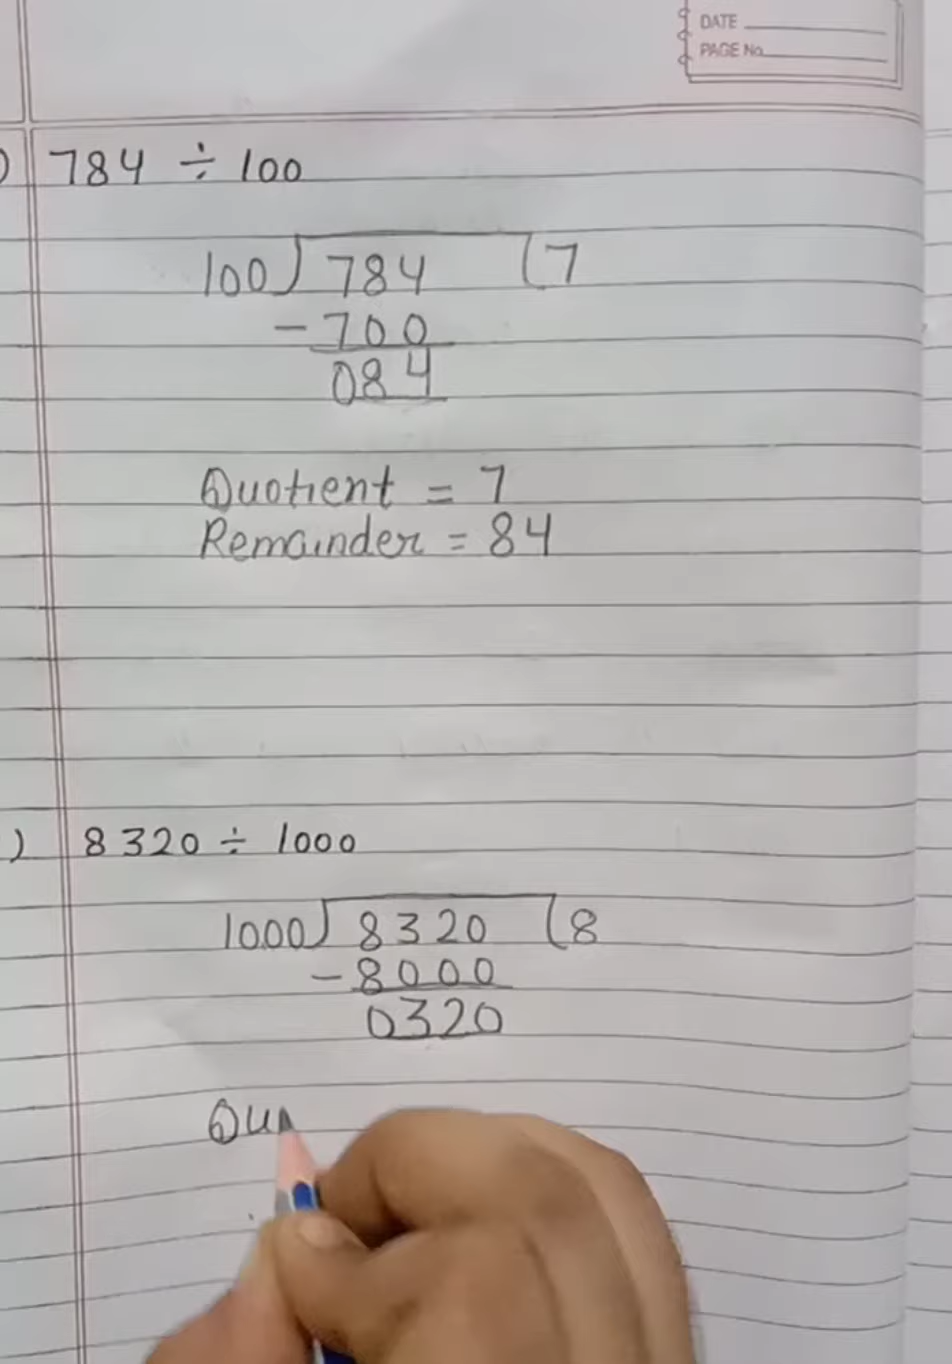 DATE
PAGE No.
) 784 ÷ 100
100) 784 (7
- 700
084
Quotient = 7
Remainder = 84
) 8320 ÷ 1000
1000) 8320 (8
- 8000
0320
Qu